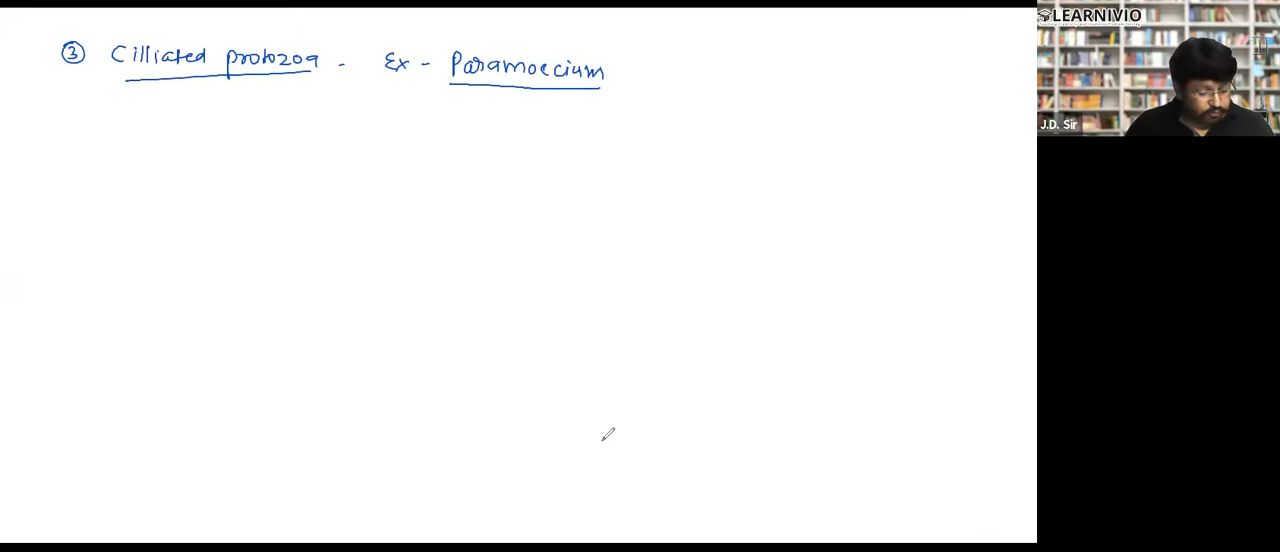 ③ Cilliated protozoa - Ex - Paramoecium
LEARNIVIO
J.D. Sir